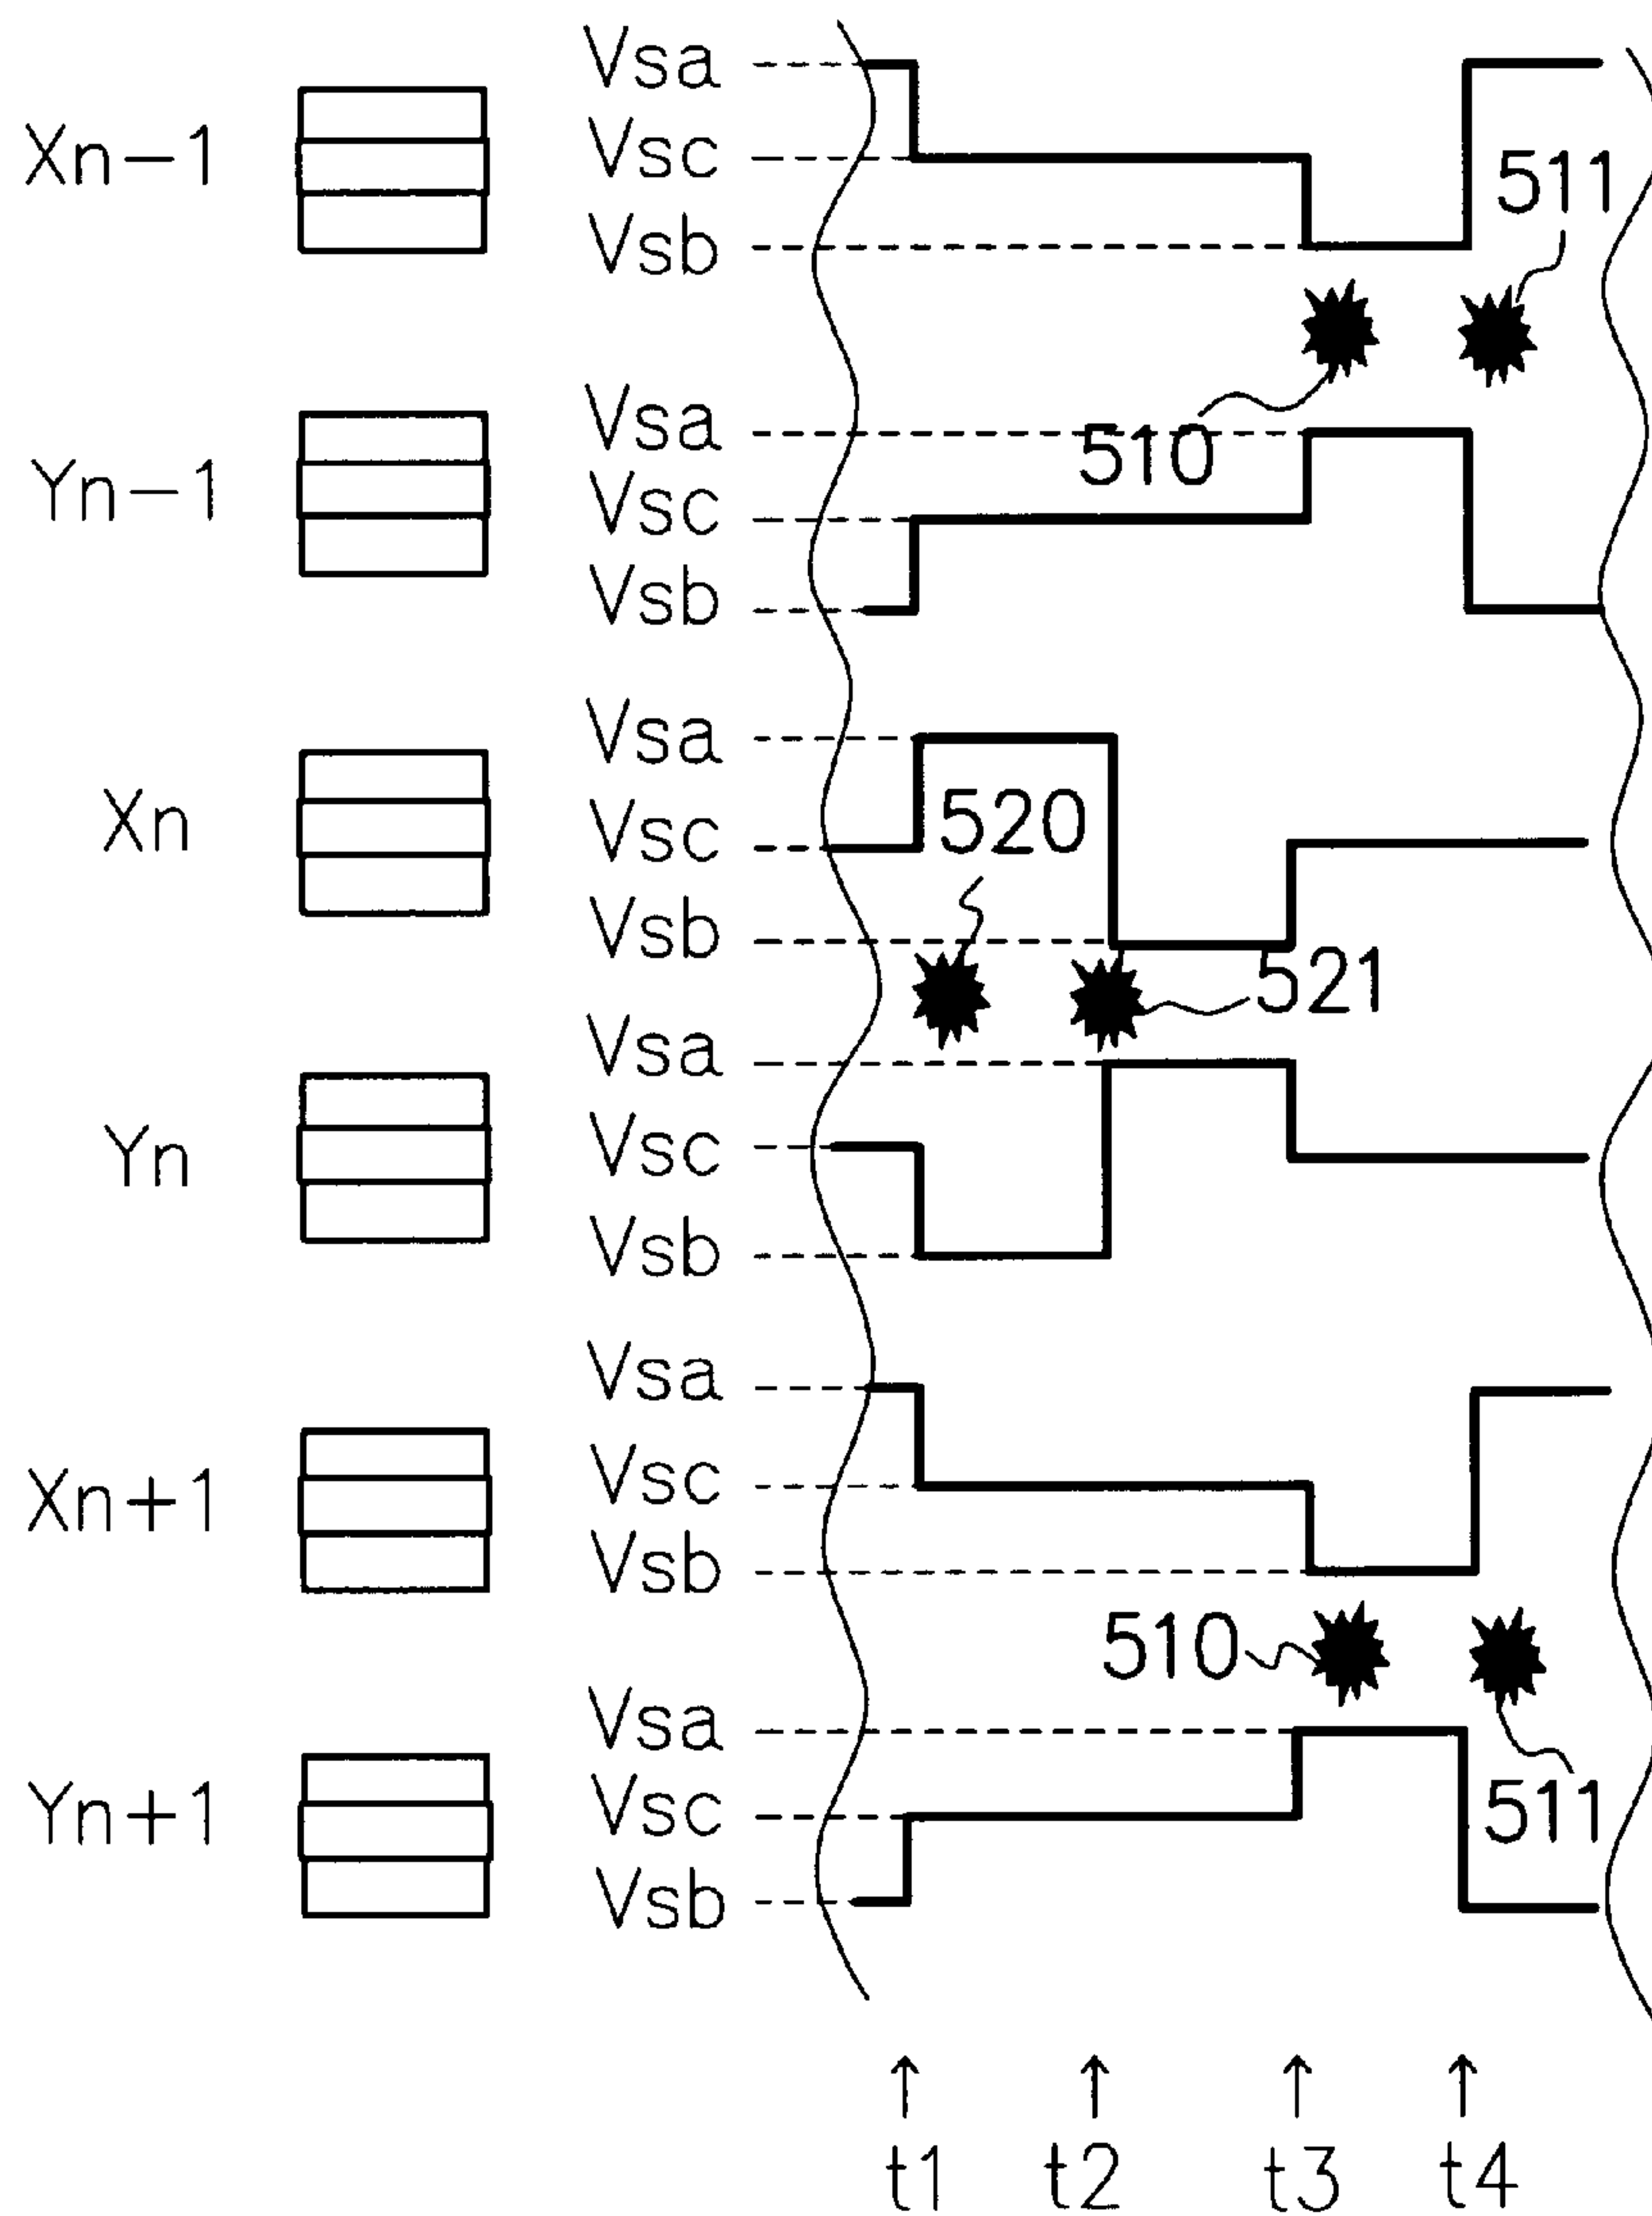 Vsa
Xn-1
Vsc
511
Vsb
Vsa
510
Yn-1
Vsc
Vsb
Vsa
Xn
Vsc
520
Vsb
521
Vsa
Yn
Vsc
Vsb
Vsa
Xn+1
Vsc
Vsb
510
Vsa
Yn+1
Vsc
511
Vsb
t1 t2 t3 t4